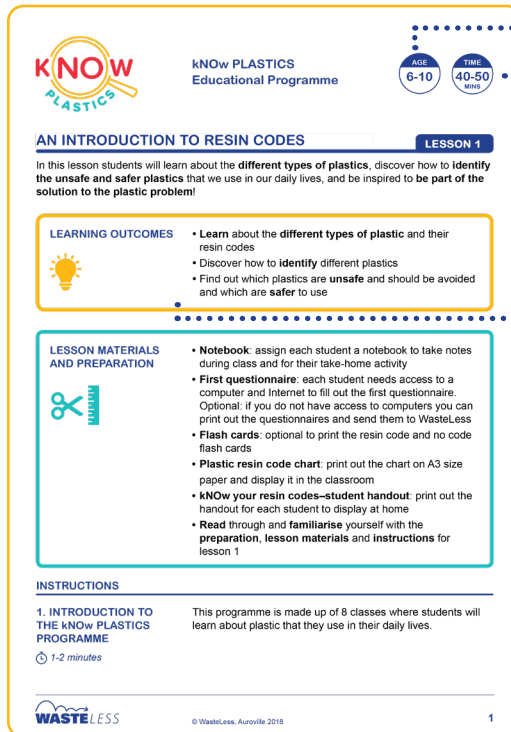 KNOW
PLASTICS
kNOw PLASTICS
Educational Programme
AGE
6-10
TIME
40-50
MINS
AN INTRODUCTION TO RESIN CODES
LESSON 1
In this lesson students will learn about the different types of plastics, discover how to identify
the unsafe and safer plastics that we use in our daily lives, and be inspired to be part of the
solution to the plastic problem!
LEARNING OUTCOMES
• Learn about the different types of plastic and their
resin codes
• Discover how to identify different plastics
• Find out which plastics are unsafe and should be avoided
and which are safer to use
LESSON MATERIALS
AND PREPARATION
• Notebook: assign each student a notebook to take notes
during class and for their take-home activity
• First questionnaire: each student needs access to a
computer and Internet to fill out the first questionnaire.
Optional: if you do not have access to computers you can
print out the questionnaires and send them to WasteLess
• Flash cards: optional to print the resin code and no code
flash cards
• Plastic resin code chart: print out the chart on A3 size
paper and display it in the classroom
• kNOw your resin codes–student handout: print out the
handout for each student to display at home
• Read through and familiarise yourself with the
preparation, lesson materials and instructions for
lesson 1
INSTRUCTIONS
1. INTRODUCTION TO
THE kNOw PLASTICS
PROGRAMME
1-2 minutes
This programme is made up of 8 classes where students will
learn about plastic that they use in their daily lives.
WASTELESS
© WasteLess, Auroville 2018
1